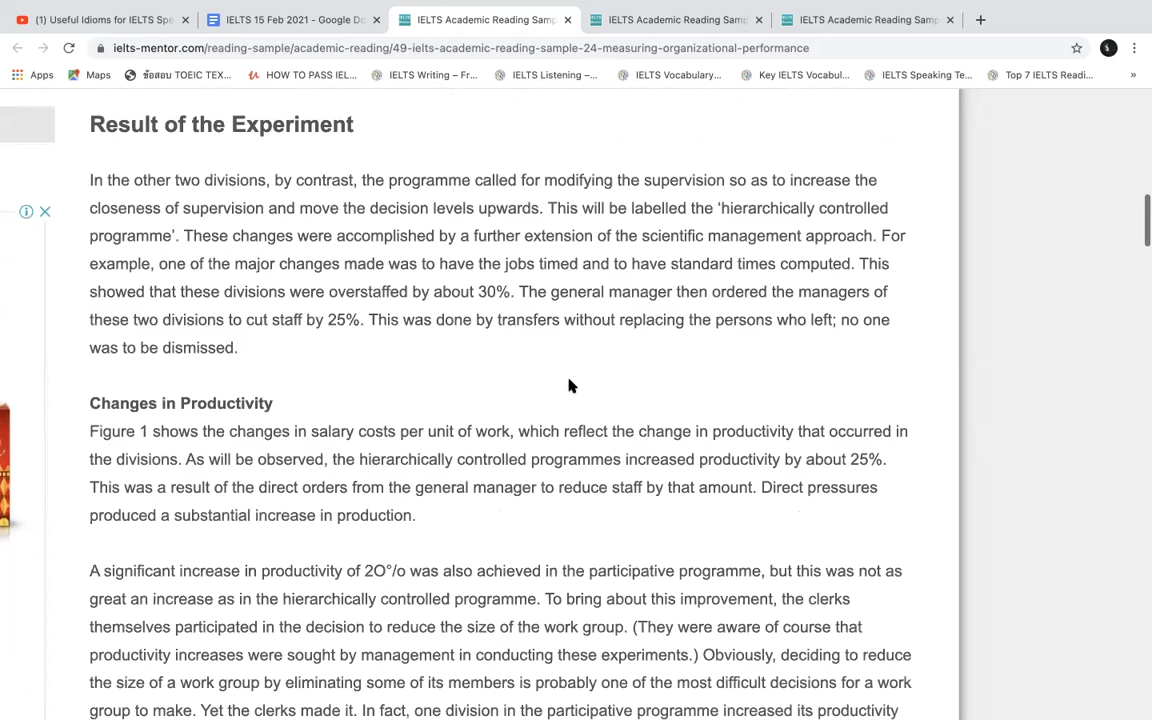 (1) Useful Idioms for IELTS Spe
IELTS 15 Feb 2021 - Google Do
IELTS Academic Reading Samp
IELTS Academic Reading Samp
IELTS Academic Reading Samp
ielts-mentor.com/reading-sample/academic-reading/49-ielts-academic-reading-sample-24-measuring-organizational-performance
Apps
Maps
ข้อสอบ TOEIC TEX...
HOW TO PASS IEL...
IELTS Writing – Fr...
IELTS Listening –...
IELTS Vocabulary...
Key IELTS Vocabul...
IELTS Speaking Te...
Top 7 IELTS Readi...
»
Result of the Experiment
In the other two divisions, by contrast, the programme called for modifying the supervision so as to increase the
closeness of supervision and move the decision levels upwards. This will be labelled the ‘hierarchically controlled
programme’. These changes were accomplished by a further extension of the scientific management approach. For
example, one of the major changes made was to have the jobs timed and to have standard times computed. This
showed that these divisions were overstaffed by about 30%. The general manager then ordered the managers of
these two divisions to cut staff by 25%. This was done by transfers without replacing the persons who left; no one
was to be dismissed.
Changes in Productivity
Figure 1 shows the changes in salary costs per unit of work, which reflect the change in productivity that occurred in
the divisions. As will be observed, the hierarchically controlled programmes increased productivity by about 25%.
This was a result of the direct orders from the general manager to reduce staff by that amount. Direct pressures
produced a substantial increase in production.
A significant increase in productivity of 2O°/o was also achieved in the participative programme, but this was not as
great an increase as in the hierarchically controlled programme. To bring about this improvement, the clerks
themselves participated in the decision to reduce the size of the work group. (They were aware of course that
productivity increases were sought by management in conducting these experiments.) Obviously, deciding to reduce
the size of a work group by eliminating some of its members is probably one of the most difficult decisions for a work
group to make. Yet the clerks made it. In fact, one division in the participative programme increased its productivity